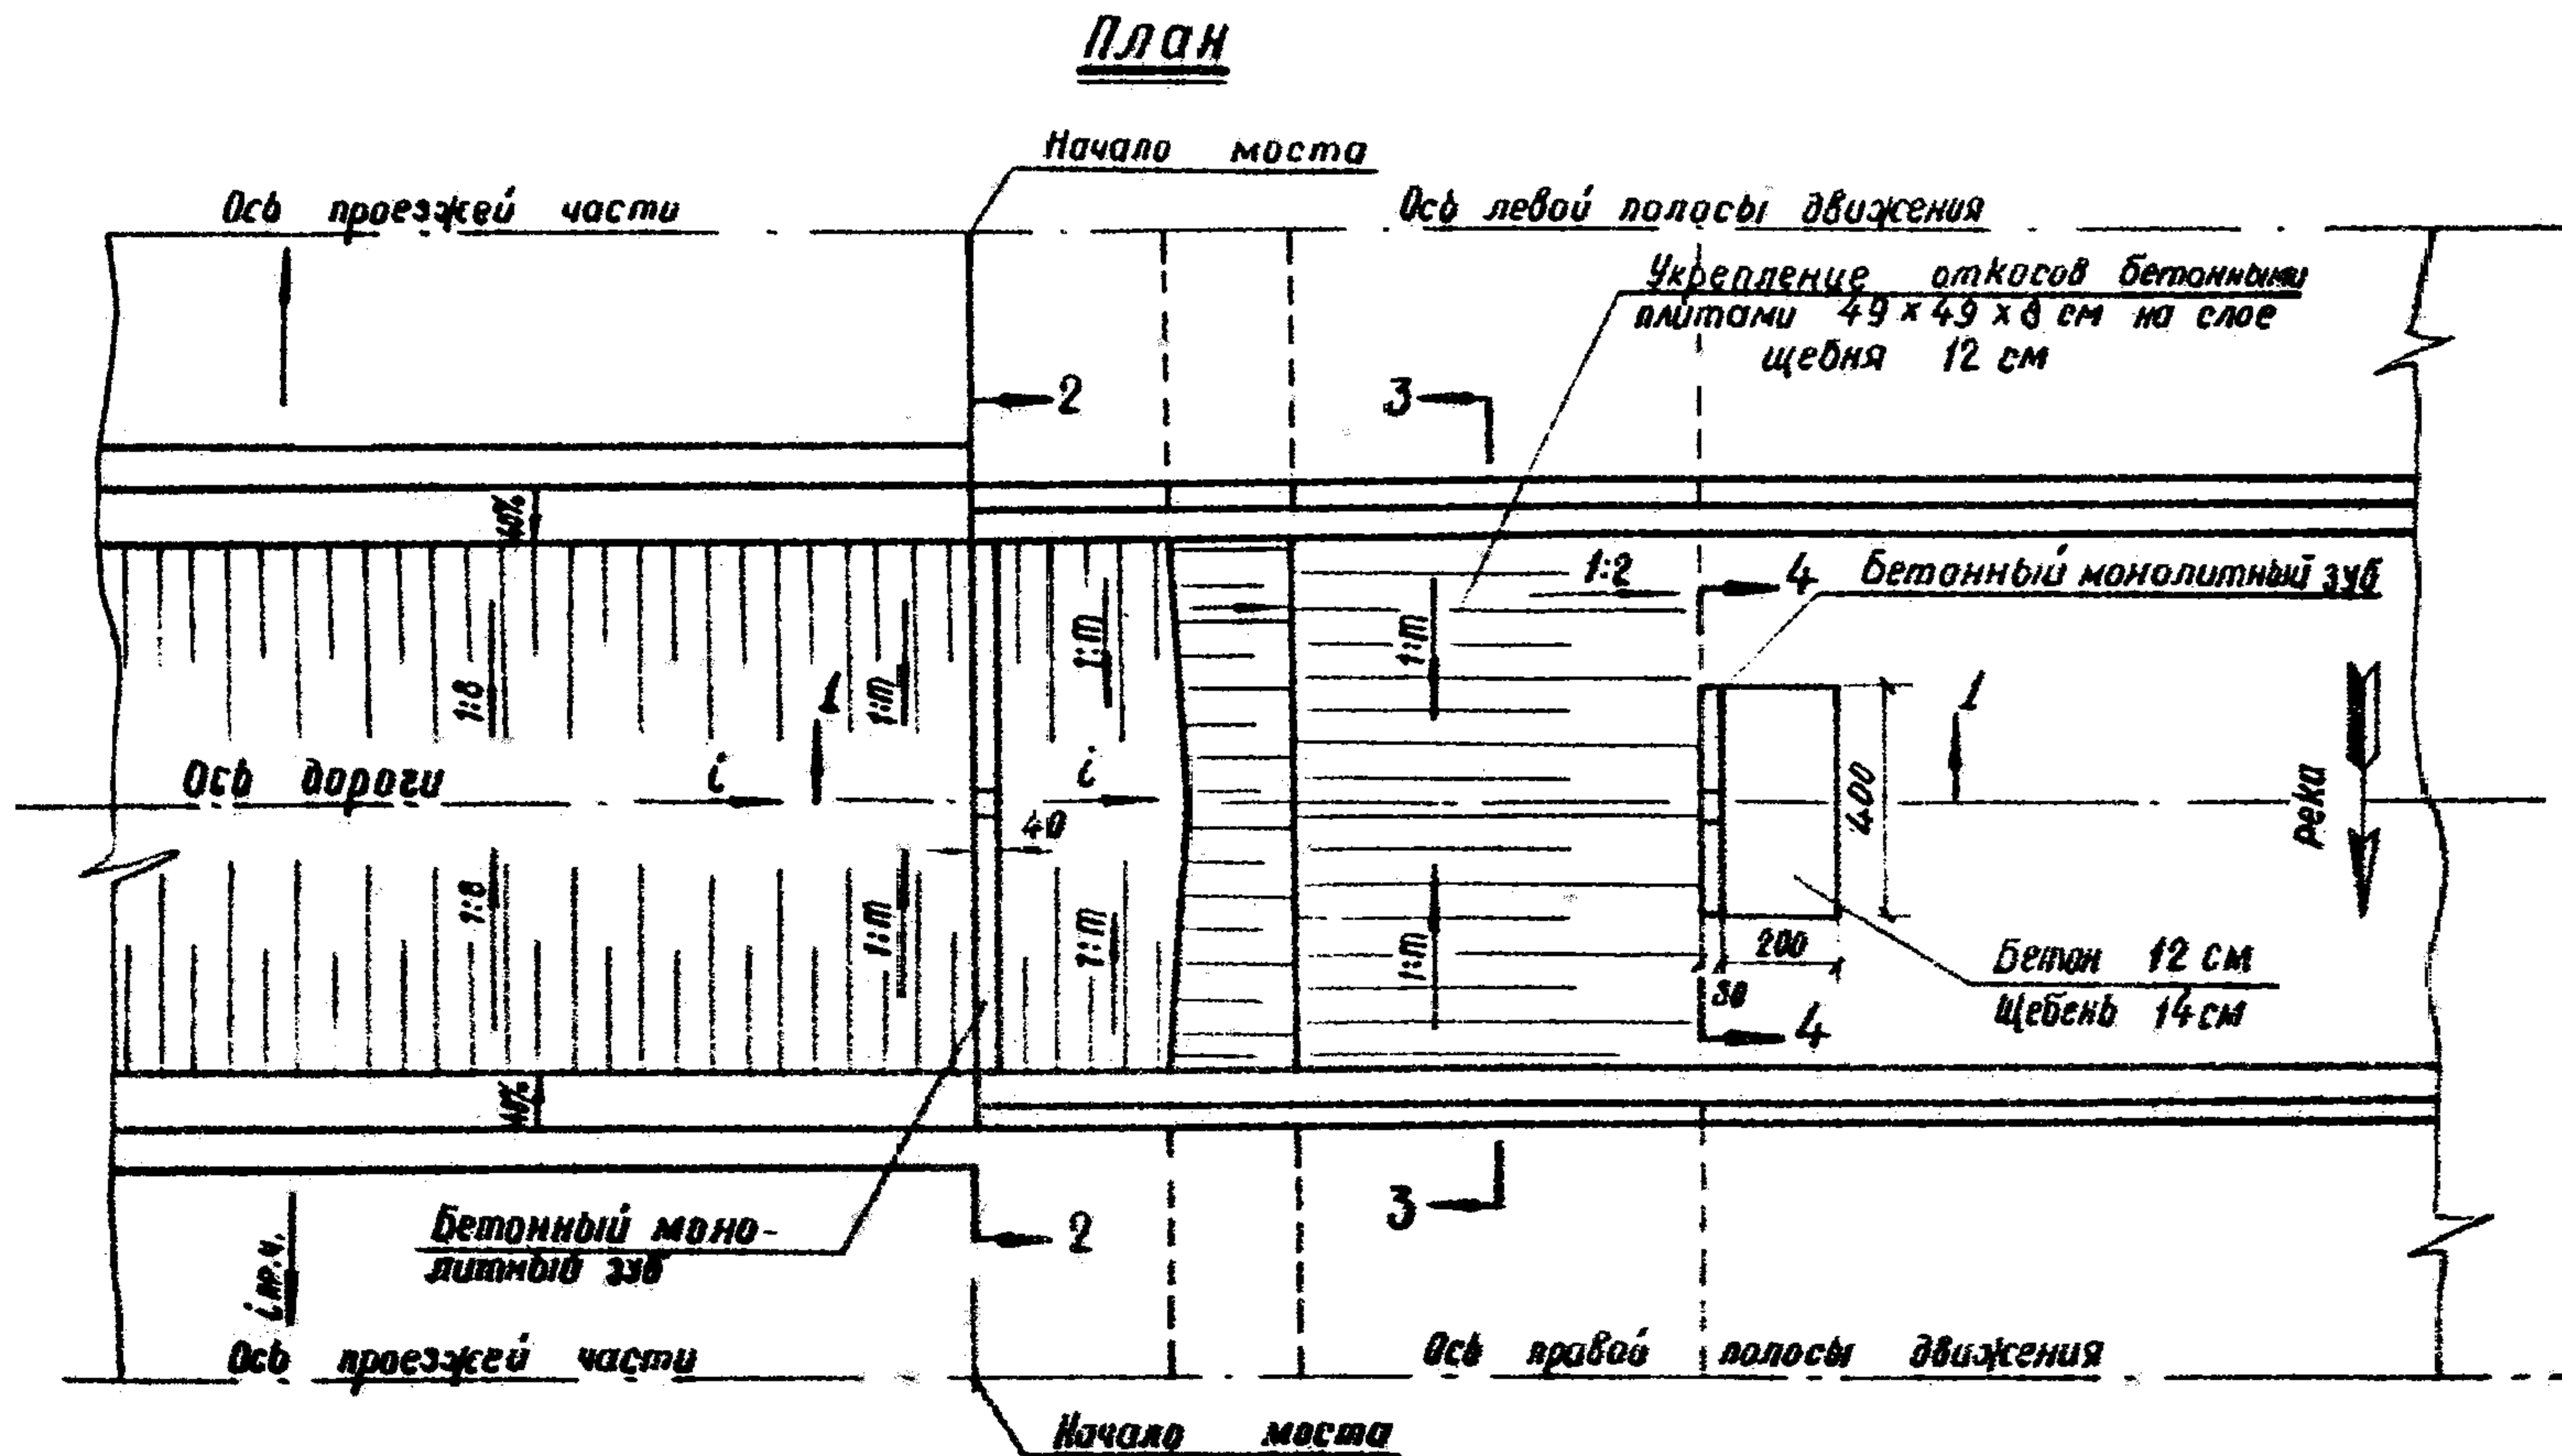 План
Начало моста
Ось проезжей части
Ось левой полосы движения
Укрепление откосов бетонными
плитами 49 × 49 × 8 см на слое
щебня 12 см
2
3
40%
1:2
4
Бетонный монолитный зуб
1:8
1:m
1:m
1:m
1
1
Ось дороги
i
i
40
400
река
1:8
1:m
1:m
1:m
200
30
Бетон 12 см
Щебень 14 см
4
40%
3
2
Бетонный моно-
литный зуб
i пр.ч.
Ось проезжей части
Ось правой полосы движения
Начало моста